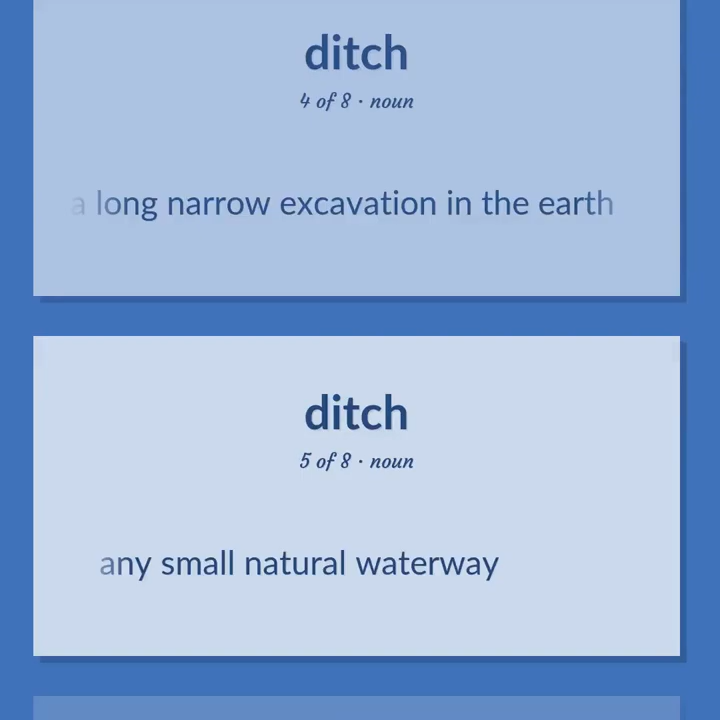 ditch
4 of 8 · noun
a long narrow excavation in the earth
ditch
5 of 8 · noun
any small natural waterway